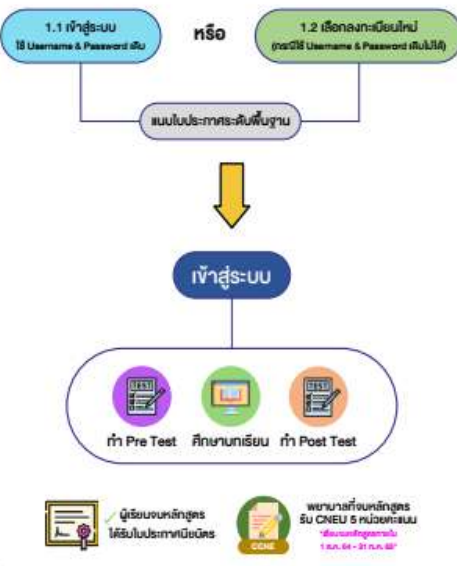 1.1 เข้าสู่ระบบ
ใช้ Username & Password เดิม
หรือ
1.2 เลือกลงทะเบียนใหม่
(กรณีใช้ Username & Password เดิมไม่ได้)
แนบใบประกาศระดับพื้นฐาน
เข้าสู่ระบบ
TEST
TEST
ทำ Pre Test
ศึกษาบทเรียน
ทำ Post Test
ผู้เรียนจบหลักสูตร
ได้รับใบประกาศนียบัตร
CCNE
พยาบาลที่จบหลักสูตร
รับ CNEU 5 หน่วยคะแนน